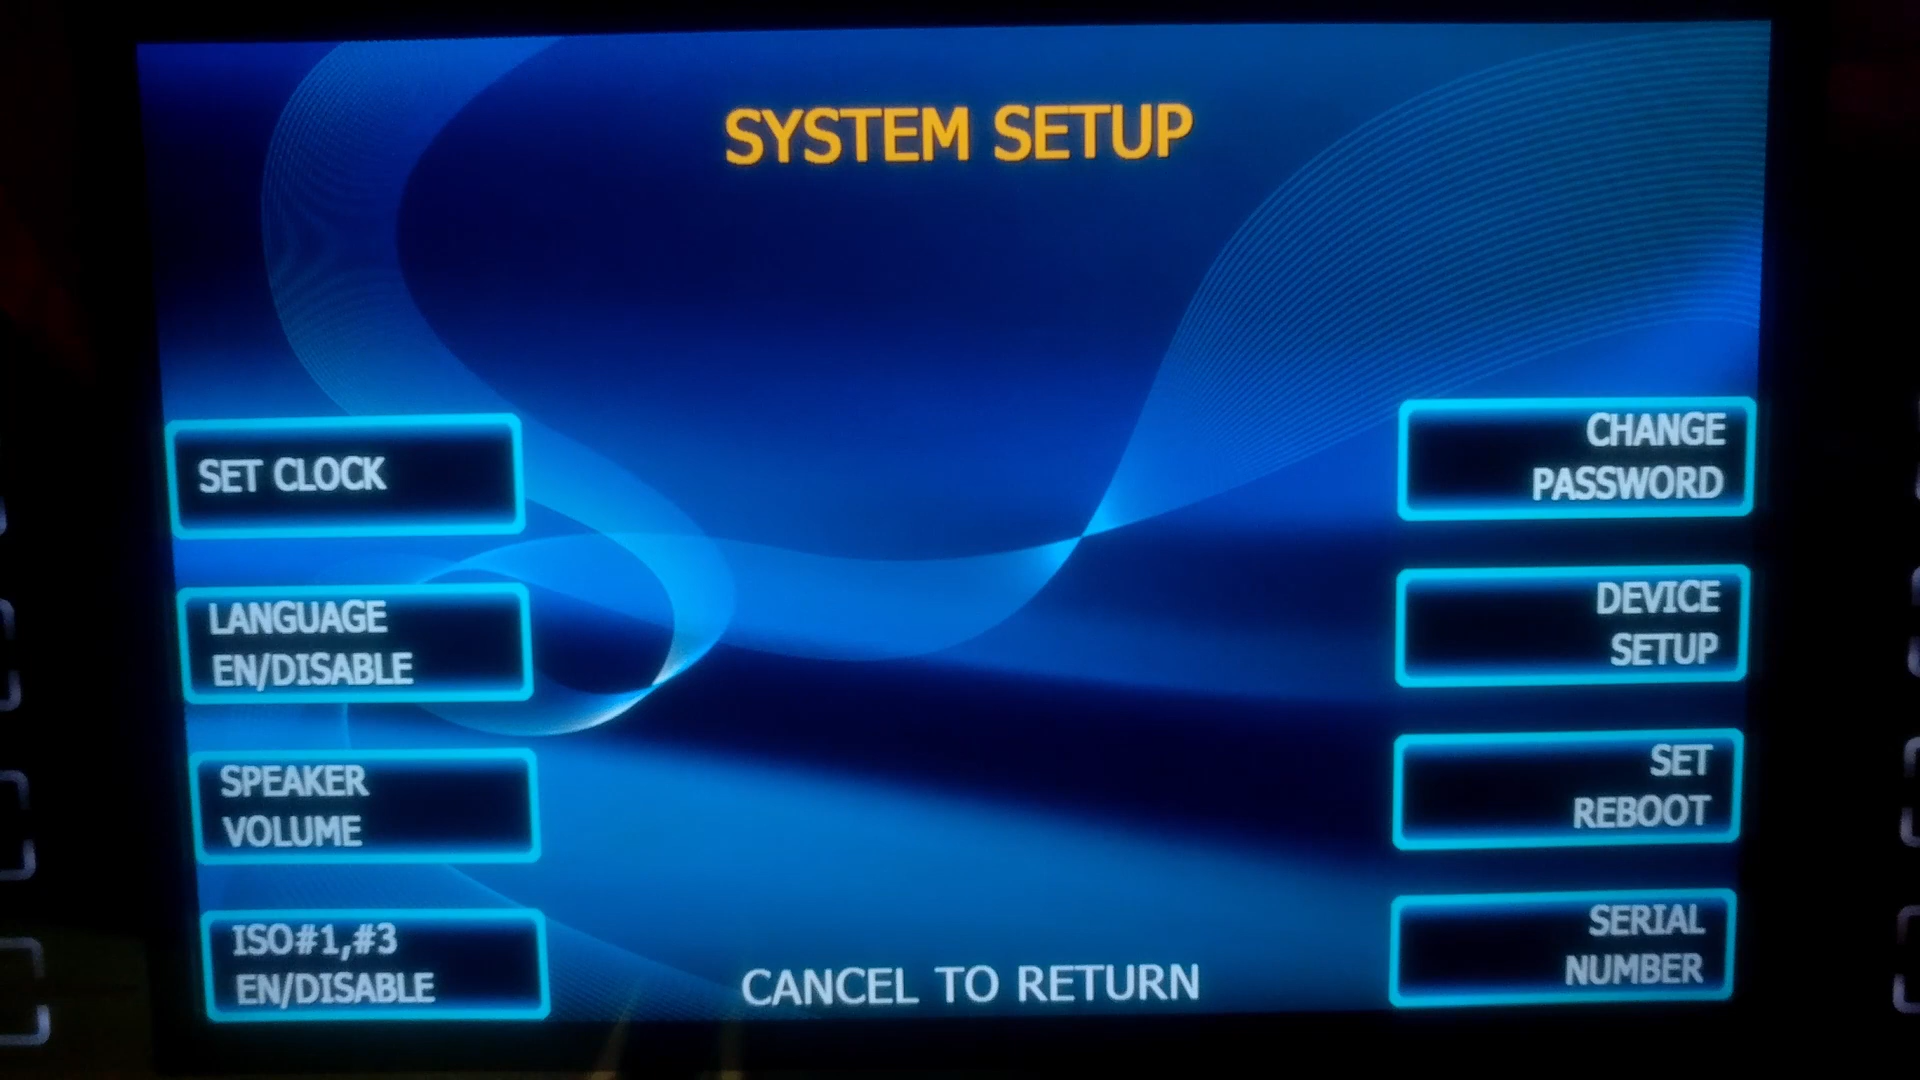 SYSTEM SETUP
SET CLOCK
LANGUAGE
EN/DISABLE
SPEAKER
VOLUME
ISO#1,#3
EN/DISABLE
CHANGE
PASSWORD
DEVICE
SETUP
SET
REBOOT
SERIAL
NUMBER
CANCEL TO RETURN